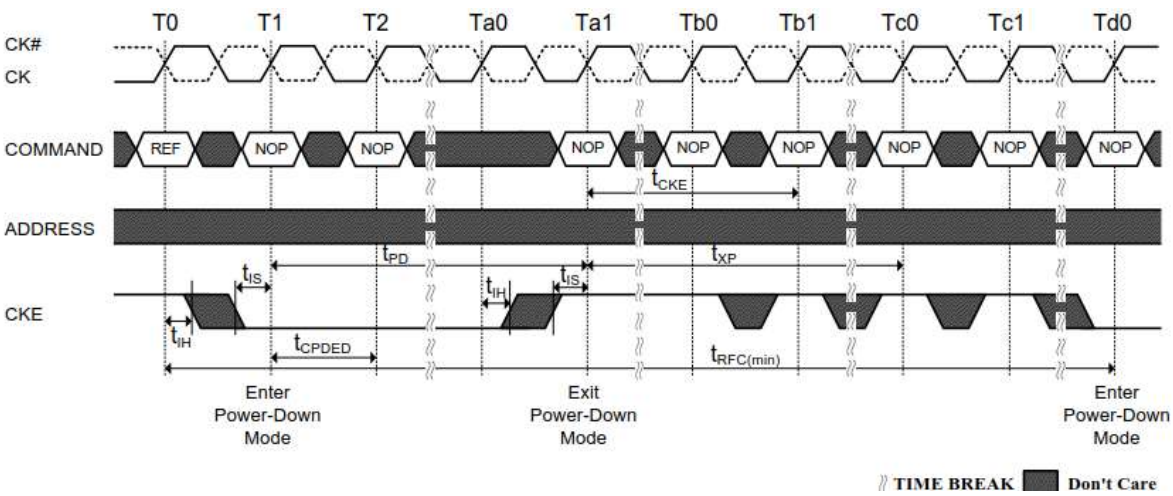 T0 T1 T2 Ta0 Ta1 Tb0 Tb1 Tc0 Tc1 Td0
CK#
CK
COMMAND REF NOP NOP NOP NOP NOP NOP NOP NOP
tCKE
ADDRESS
tPD tXP
tIS tIH tIS
CKE
tIH tCPDED
tRFC(min)
Enter
Power-Down
Mode
Exit
Power-Down
Mode
Enter
Power-Down
Mode
TIME BREAK Don't Care